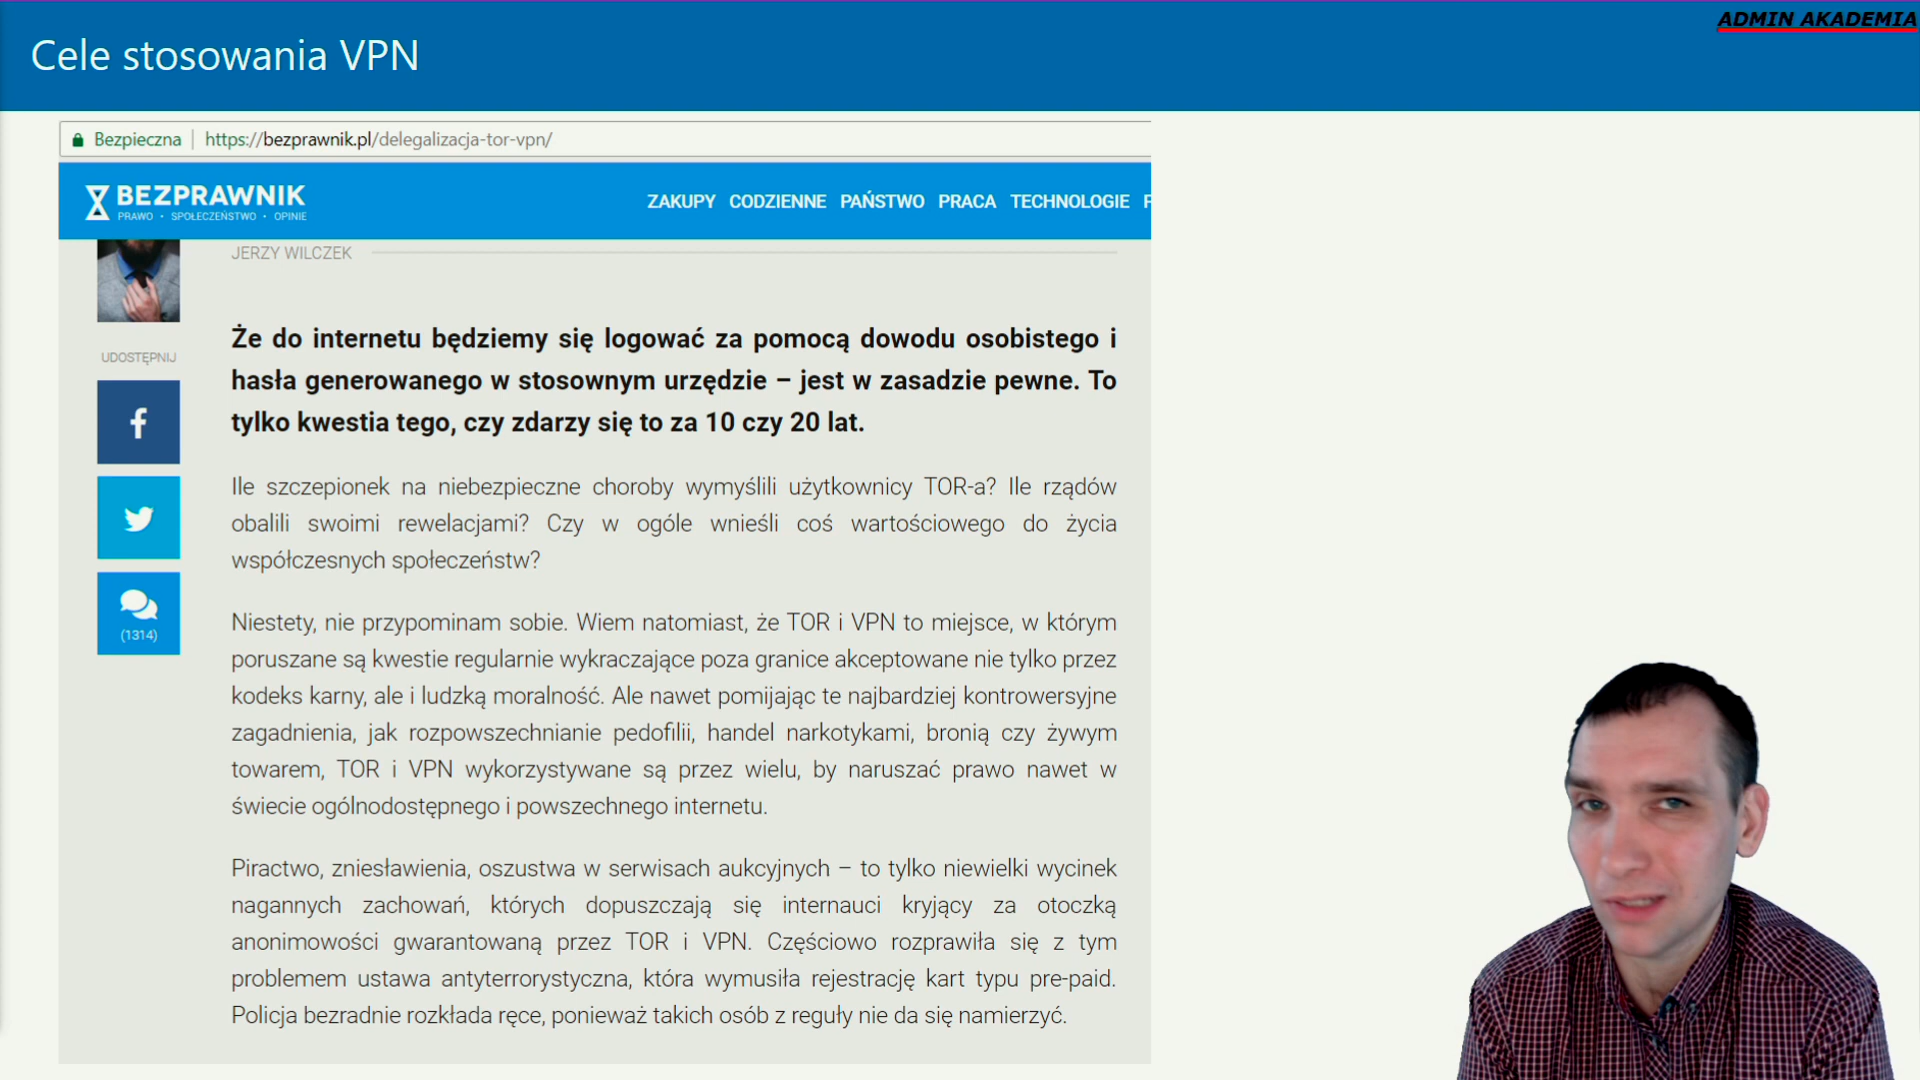 ADMIN AKADEMIA
Cele stosowania VPN
Bezpieczna
https://bezprawnik.pl/delegalizacja-tor-vpn/
BEZPRAWNIK
PRAWO • SPOŁECZEŃSTWO • OPINIE
ZAKUPY CODZIENNE PAŃSTWO PRACA TECHNOLOGIE F
JERZY WILCZEK
Że do internetu będziemy się logować za pomocą dowodu osobistego i
hasła generowanego w stosownym urzędzie – jest w zasadzie pewne. To
tylko kwestia tego, czy zdarzy się to za 10 czy 20 lat.
UDOSTĘPNIJ
(1314)
Ile szczepionek na niebezpieczne choroby wymyślili użytkownicy TOR-a? Ile rządów
obalili swoimi rewelacjami? Czy w ogóle wnieśli coś wartościowego do życia
współczesnych społeczeństw?
Niestety, nie przypominam sobie. Wiem natomiast, że TOR i VPN to miejsce, w którym
poruszane są kwestie regularnie wykraczające poza granice akceptowane nie tylko przez
kodeks karny, ale i ludzką moralność. Ale nawet pomijając te najbardziej kontrowersyjne
zagadnienia, jak rozpowszechnianie pedofilii, handel narkotykami, bronią czy żywym
towarem, TOR i VPN wykorzystywane są przez wielu, by naruszać prawo nawet w
świecie ogólnodostępnego i powszechnego internetu.
Piractwo, zniesławienia, oszustwa w serwisach aukcyjnych – to tylko niewielki wycinek
nagannych zachowań, których dopuszczają się internauci kryjący za otoczką
anonimowości gwarantowaną przez TOR i VPN. Częściowo rozprawiła się z tym
problemem ustawa antyterrorystyczna, która wymusiła rejestrację kart typu pre-paid.
Policja bezradnie rozkłada ręce, ponieważ takich osób z reguły nie da się namierzyć.